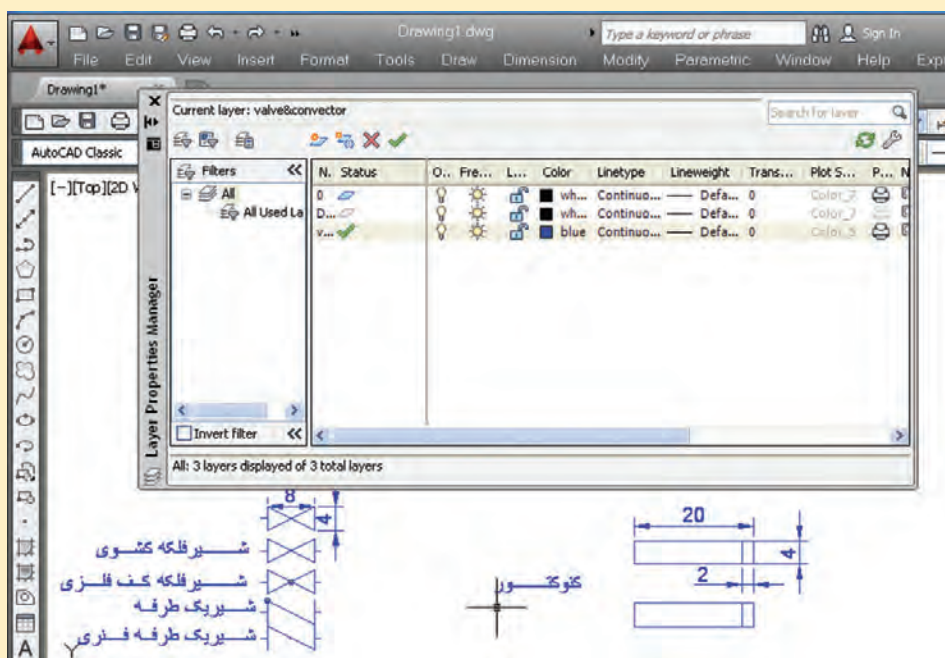 Drawing1.dwg Type a keyword or phrase Sign In
File Edit View Insert Format Tools Draw Dimension Modify Parametric Window Help Exp
Drawing1*
Current layer: valve&convector Search for layer
AutoCAD Classic
Filters N. Status O... Fre... L... Color Linetype Lineweight Trans... Plot S... P... N
[-][Top][2D
All 0 wh... Continuo... Defa... 0 Color_7
All Used La D... wh... Continuo... Defa... 0 Color_7
v... blue Continuo... Defa... 0 Color_5
Layer Properties Manager
Invert filter
All: 3 layers displayed of 3 total layers
8
4
20
4
2
شیرفلکه کشوی
شیرفلکه کف فلزی
شیریک طرفه
شیریک طرفه فنری
کنوکتور
Y
A